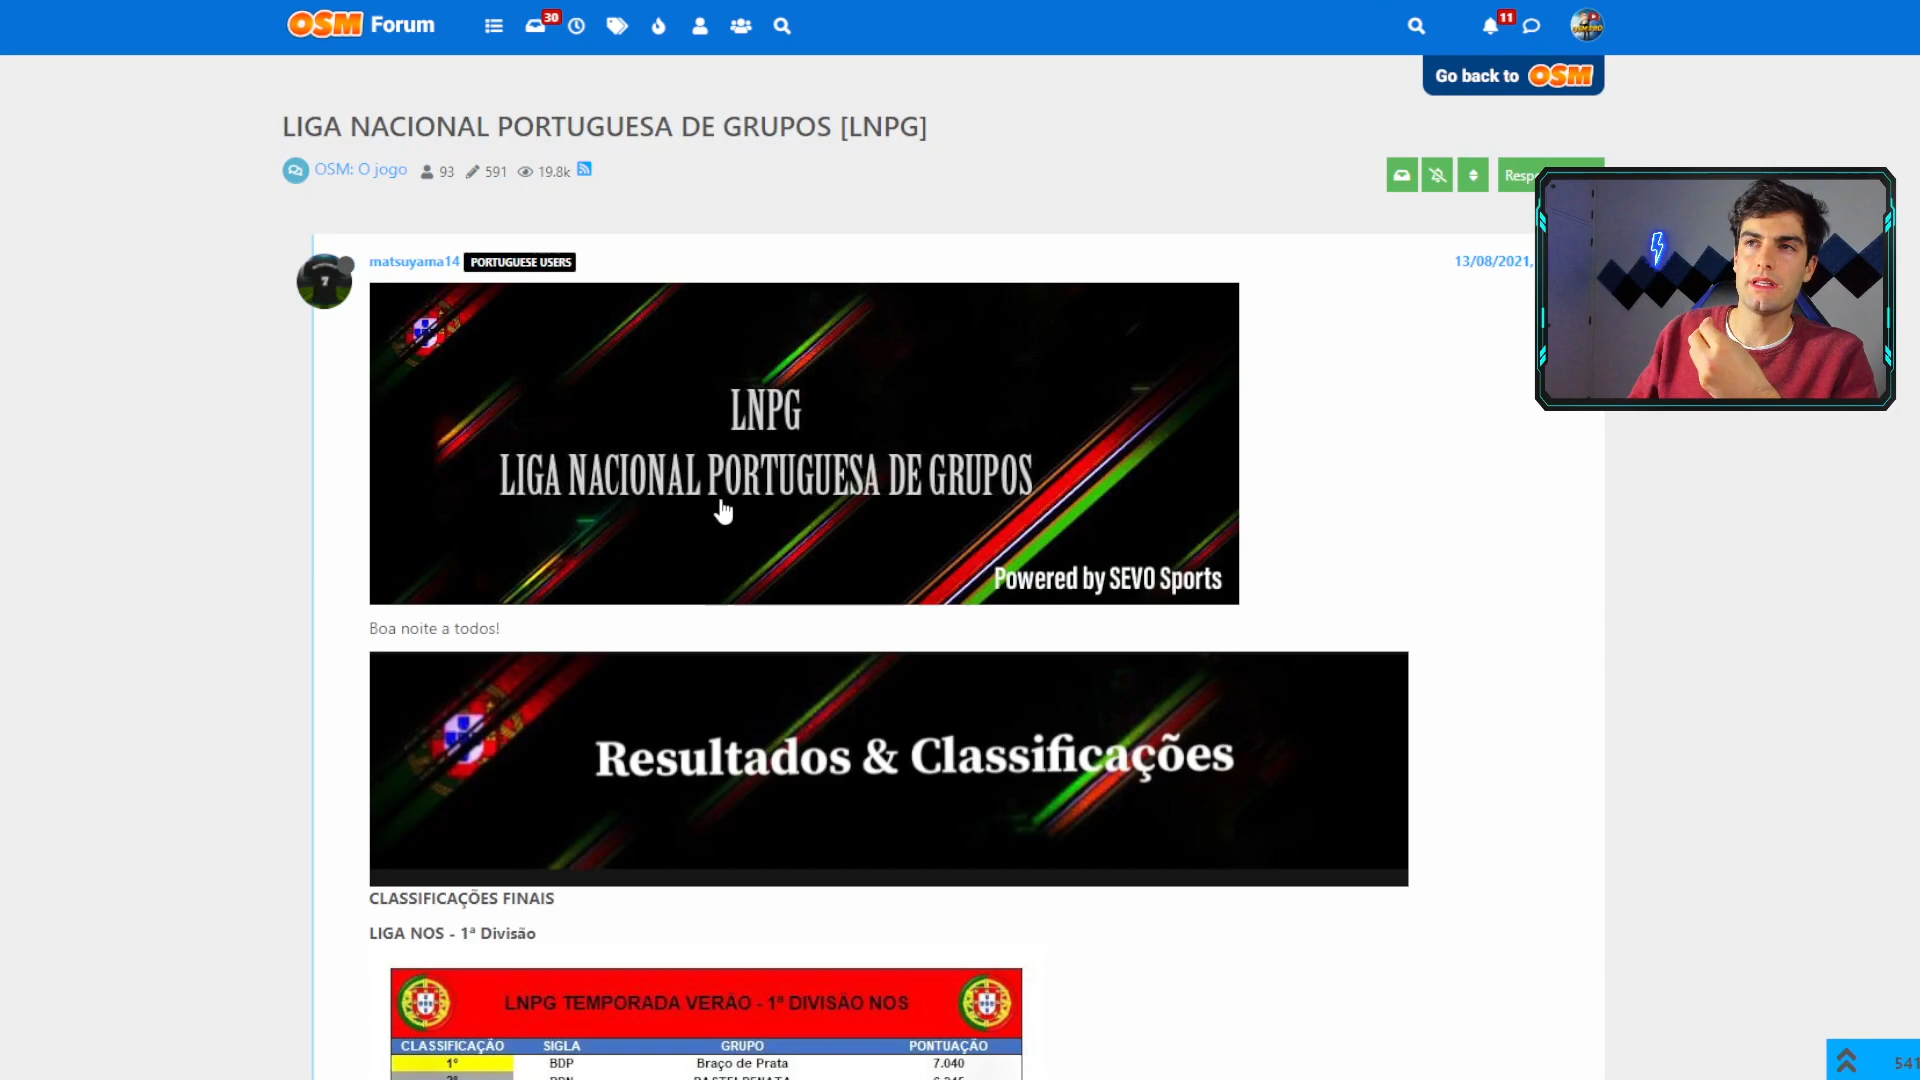 OSM Forum
30
11
Go back to OSM
LIGA NACIONAL PORTUGUESA DE GRUPOS [LNPG]
OSM: O jogo 93 591 19.8k
matsuyama14 PORTUGUESE USERS
13/08/2021,
7
LNPG
LIGA NACIONAL PORTUGUESA DE GRUPOS
Powered by SEVO Sports
Boa noite a todos!
Resultados & Classificações
CLASSIFICAÇÕES FINAIS
LIGA NOS - 1ª Divisão
LNPG TEMPORADA VERÃO - 1ª DIVISÃO NOS
CLASSIFICAÇÃO SIGLA GRUPO PONTUAÇÃO
1º BDP Braço de Prata 7.040